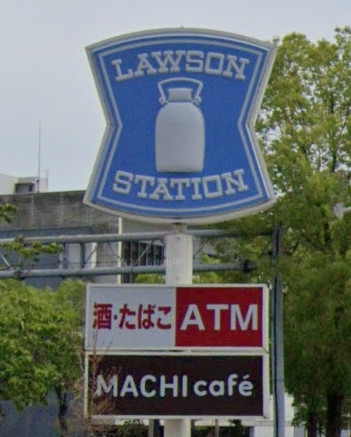 LAWSON
STATION
酒・たばこ ATM
MACHI café